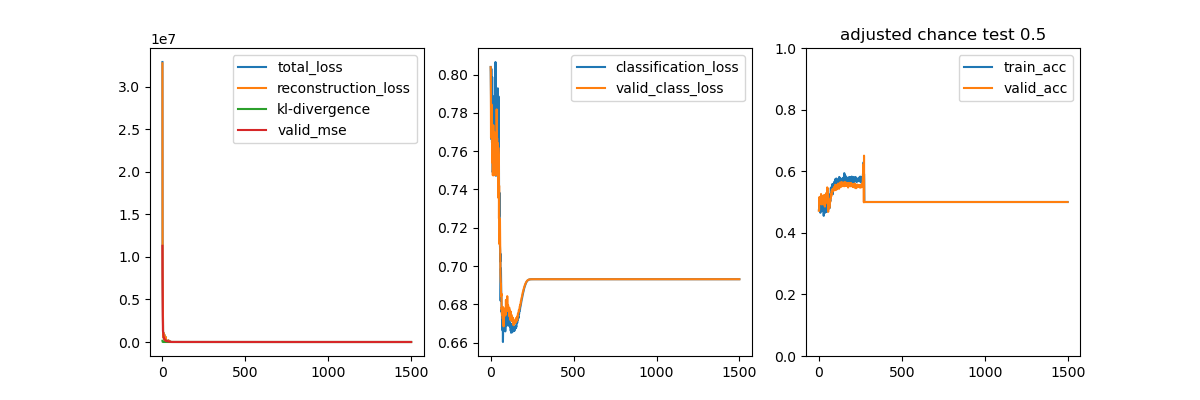 1e7
3.0
2.5
2.0
1.5
1.0
0.5
0.0
0 500 1000 1500
total_loss
reconstruction_loss
kl-divergence
valid_mse
0.80
0.78
0.76
0.74
0.72
0.70
0.68
0.66
0 500 1000 1500
classification_loss
valid_class_loss
adjusted chance test 0.5
1.0
0.8
0.6
0.4
0.2
0.0
0 500 1000 1500
train_acc
valid_acc